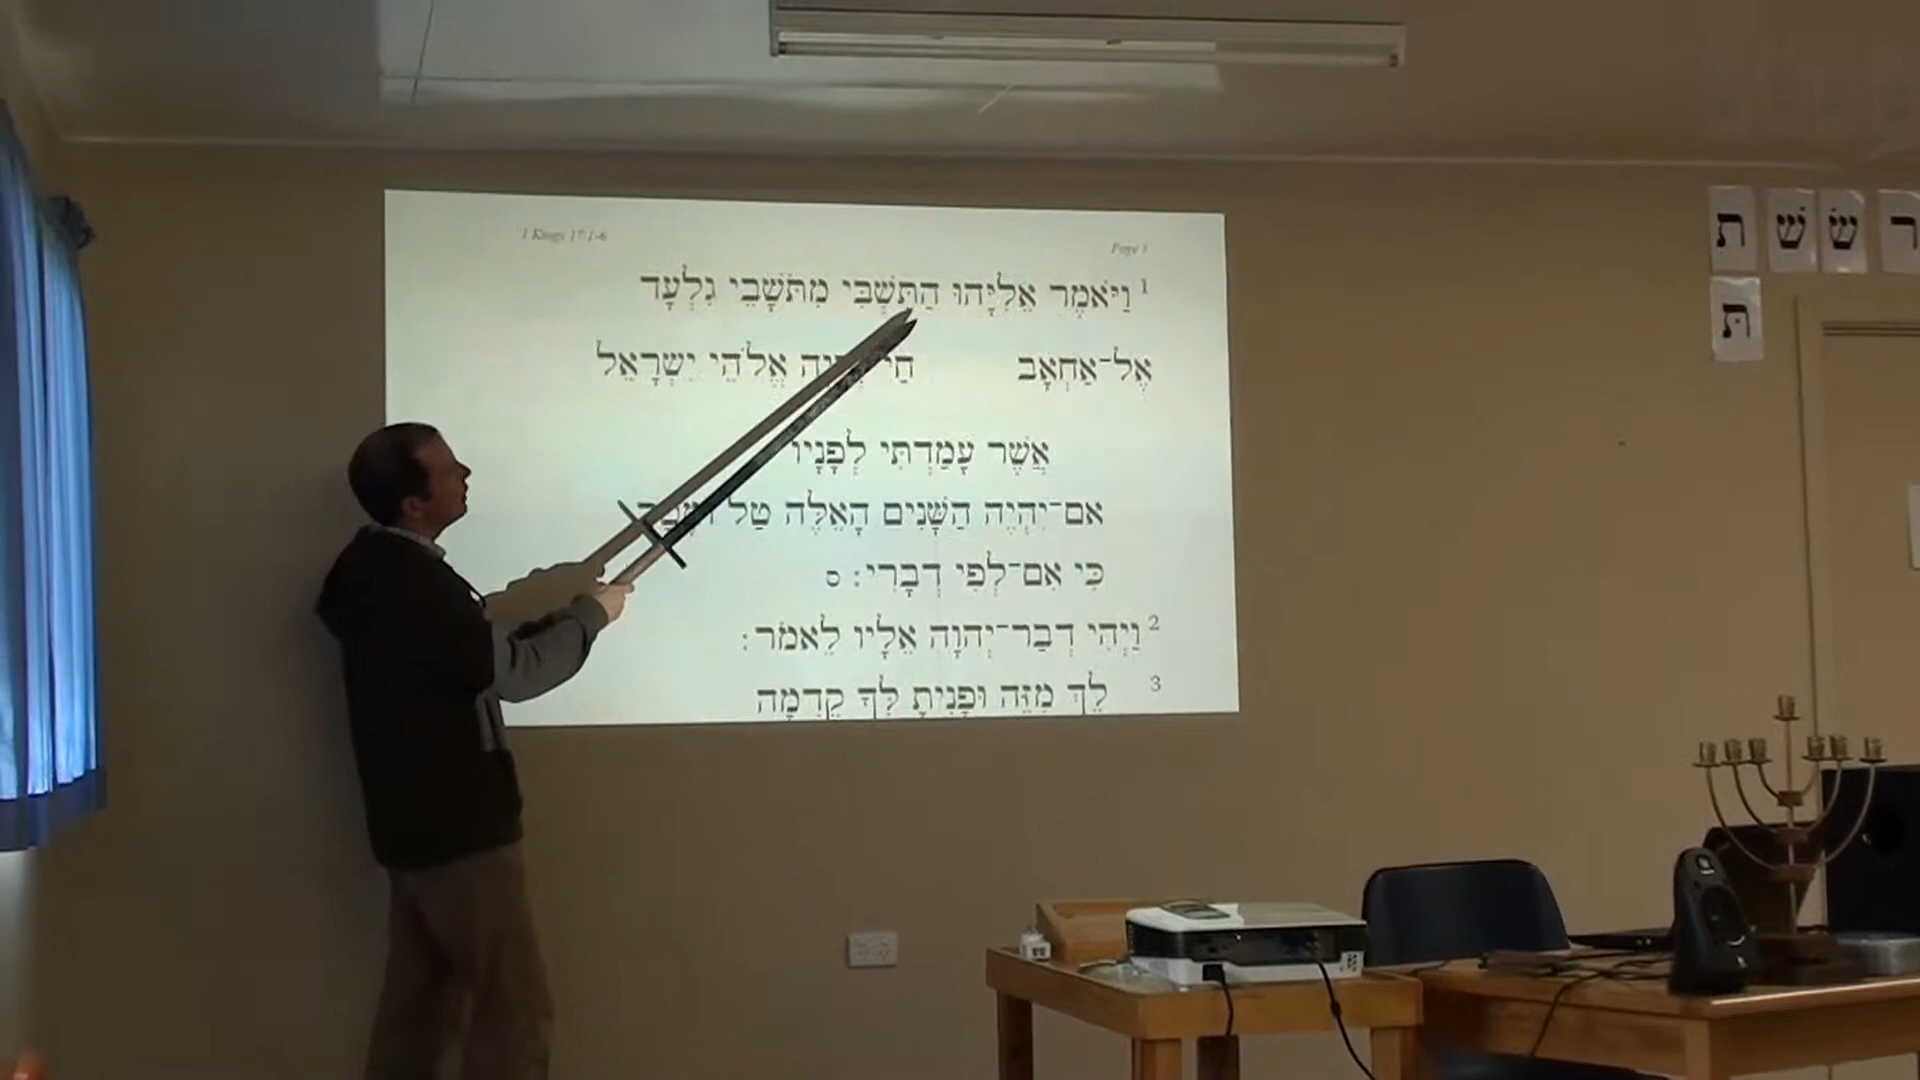 1 Kings 17:1-6
Page 1
1 וַיֹּאמֶר אֵלִיָּהוּ הַתִּשְׁבִּי מִתֹּשָׁבֵי גִלְעָד
אֶל־אַחְאָב חַי אֱלֹהֵי יִשְׂרָאֵל
אֲשֶׁר עָמַדְתִּי לְפָנָיו
אִם־יִהְיֶה הַשָּׁנִים הָאֵלֶּה טַל
כִּי אִם־לְפִי דְבָרִי׃ ס
2 וַיְהִי דְבַר־יְהוָה אֵלָיו לֵאמֹר׃
3 לֵךְ מִזֶּה וּפָנִיתָ לְּךָ קֵדְמָה
ר שׂ שׁ ת
תּ